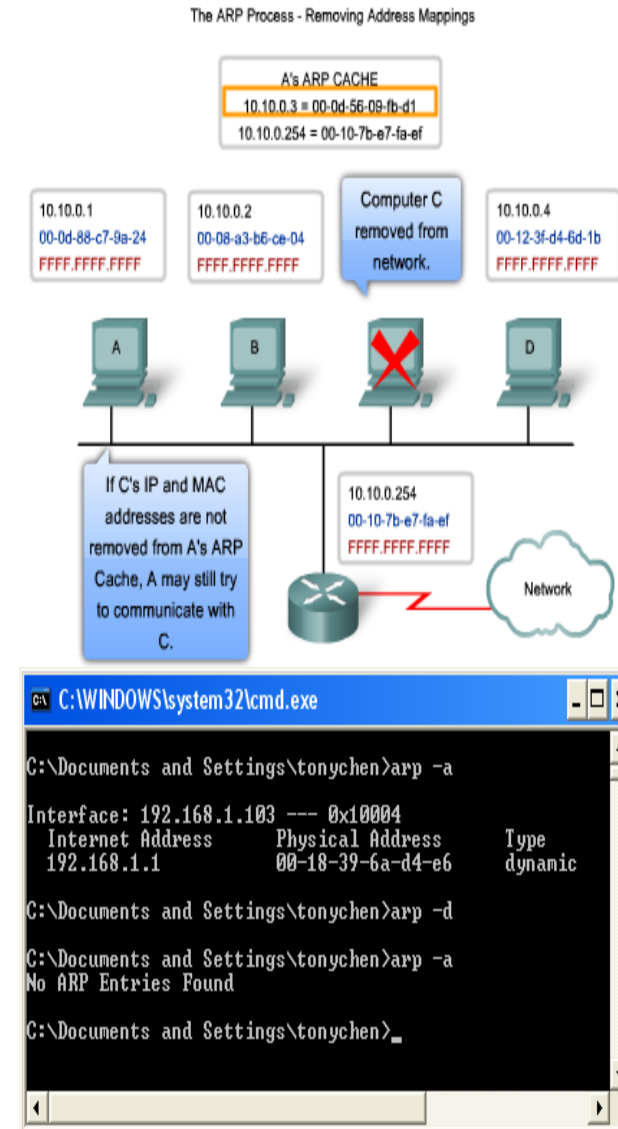 The ARP Process - Removing Address Mappings
A's ARP CACHE
10.10.0.3 = 00-0d-56-09-fb-d1
10.10.0.254 = 00-10-7b-e7-fa-ef
10.10.0.1
00-0d-88-c7-9a-24
FFFF.FFFF.FFFF
10.10.0.2
00-08-a3-b6-ce-04
FFFF.FFFF.FFFF
Computer C
removed from
network.
10.10.0.4
00-12-3f-d4-6d-1b
FFFF.FFFF.FFFF
A
B
D
If C's IP and MAC
addresses are not
removed from A's ARP
Cache, A may still try
to communicate with
C.
10.10.0.254
00-10-7b-e7-fa-ef
FFFF.FFFF.FFFF
Network
C:\WINDOWS\system32\cmd.exe
C:\Documents and Settings\tonychen>arp -a
Interface: 192.168.1.103 --- 0x10004
Internet Address Physical Address Type
192.168.1.1 00-18-39-6a-d4-e6 dynamic
C:\Documents and Settings\tonychen>arp -d
C:\Documents and Settings\tonychen>arp -a
No ARP Entries Found
C:\Documents and Settings\tonychen>_